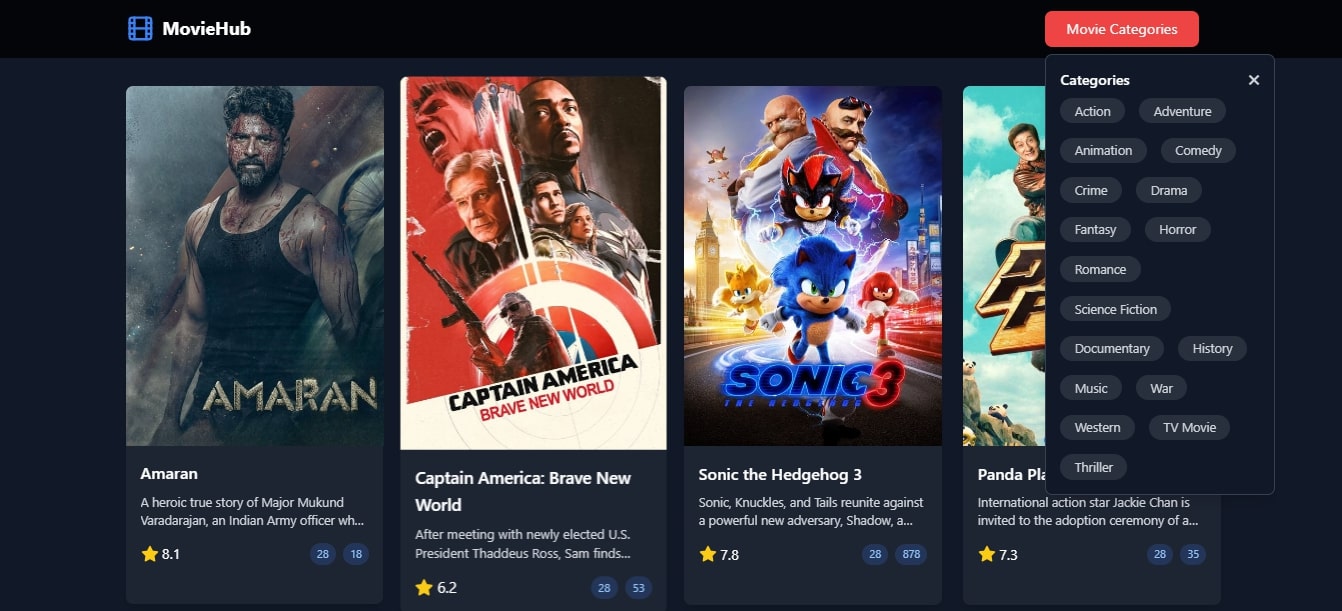 MovieHub
Movie Categories
Categories
Action
Adventure
Animation
Comedy
Crime
Drama
Fantasy
Horror
Romance
Science Fiction
Documentary
History
Music
War
Western
TV Movie
Thriller
AMARAN
Amaran
A heroic true story of Major Mukund
Varadarajan, an Indian Army officer wh...
8.1
28
18
CAPTAIN AMERICA
BRAVE NEW WORLD
Captain America: Brave New
World
After meeting with newly elected U.S.
President Thaddeus Ross, Sam finds...
6.2
28
53
SONIC 3
THE HEDGEHOG
Sonic the Hedgehog 3
Sonic, Knuckles, and Tails reunite against
a powerful new adversary, Shadow, a...
7.8
28
878
Panda Pla
International action star Jackie Chan is
invited to the adoption ceremony of a...
7.3
28
35